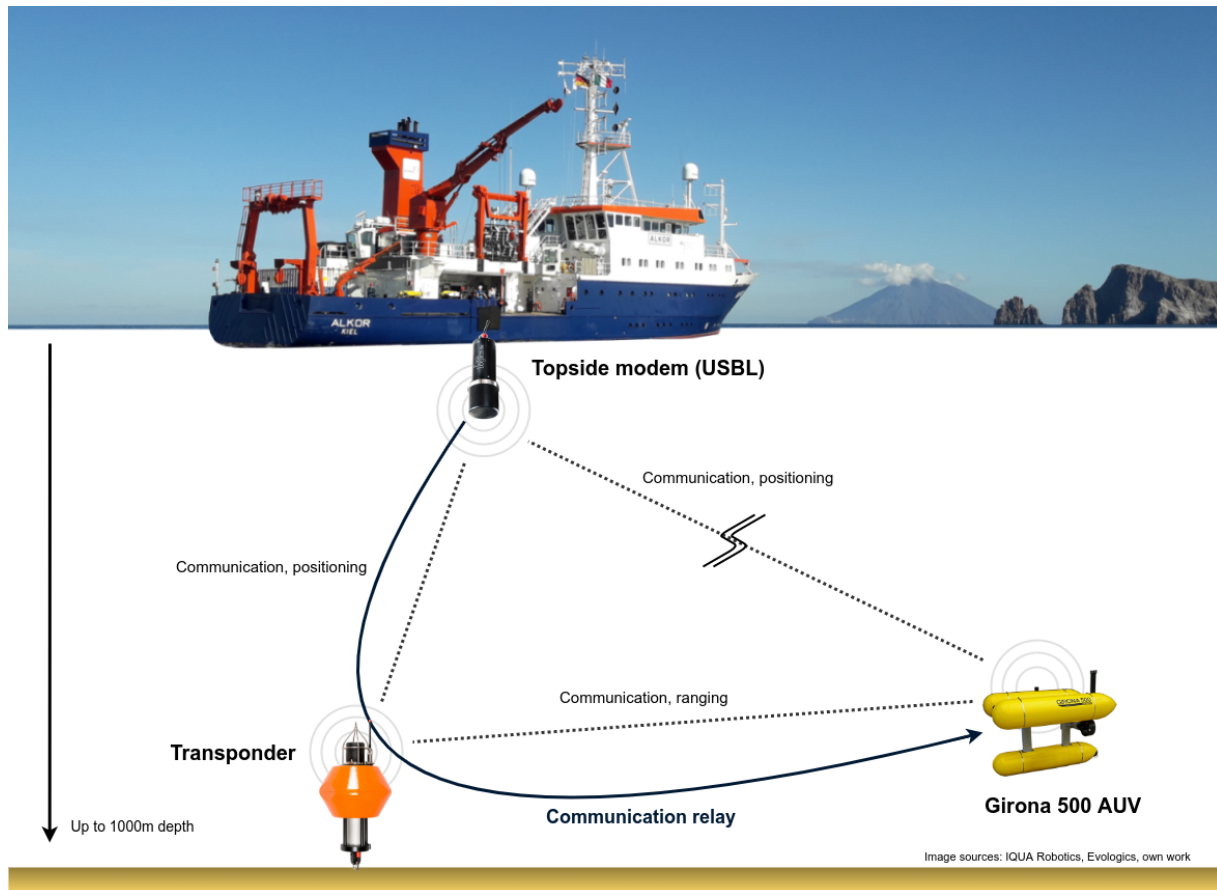 ALKOR
ALKOR
KIEL
Topside modem (USBL)
Communication, positioning
Communication, positioning
Communication, ranging
GIRONA 500
Transponder
Girona 500 AUV
Communication relay
Up to 1000m depth
Image sources: IQUA Robotics, Evologics, own work